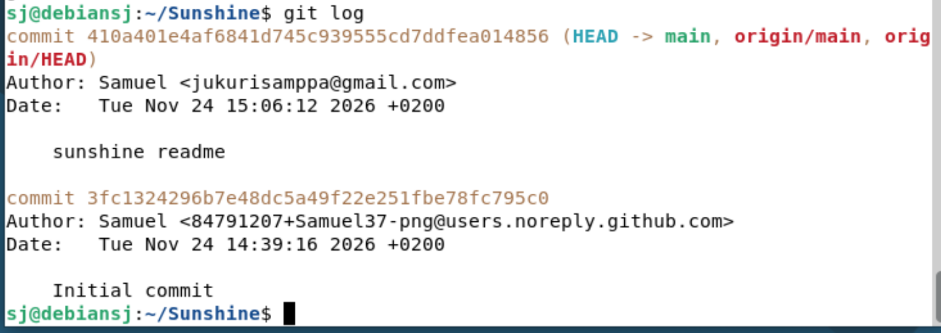 sj@debiansj:~/Sunshine$ git log
commit 410a401e4af6841d745c939555cd7ddfea014856 (HEAD -> main, origin/main, orig
in/HEAD)
Author: Samuel <jukurisamppa@gmail.com>
Date:   Tue Nov 24 15:06:12 2026 +0200
    sunshine readme
commit 3fc1324296b7e48dc5a49f22e251fbe78fc795c0
Author: Samuel <84791207+Samuel37-png@users.noreply.github.com>
Date:   Tue Nov 24 14:39:16 2026 +0200
    Initial commit
sj@debiansj:~/Sunshine$